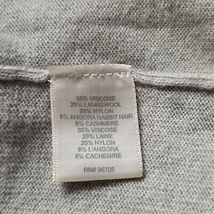 35% VISCOSE
29% LAMBSWOOL
20% NYLON
8% ANGORA RABBIT HAIR
8% CASHMERE
35% VISCOSE
29% LAINE
20% NYLON
8% L'ANGORA
8% CACHEMIRE
RN# 96705